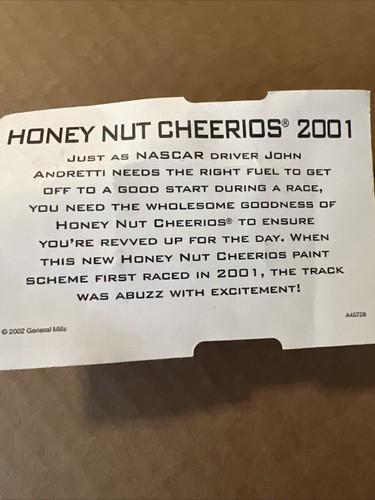 HONEY NUT CHEERIOS® 2001
JUST AS NASCAR DRIVER JOHN
ANDRETTI NEEDS THE RIGHT FUEL TO GET
OFF TO A GOOD START DURING A RACE,
YOU NEED THE WHOLESOME GOODNESS OF
HONEY NUT CHEERIOS® TO ENSURE
YOU'RE REVVED UP FOR THE DAY. WHEN
THIS NEW HONEY NUT CHEERIOS PAINT
SCHEME FIRST RACED IN 2001, THE TRACK
WAS ABUZZ WITH EXCITEMENT!
© 2002 General Mills
A45728